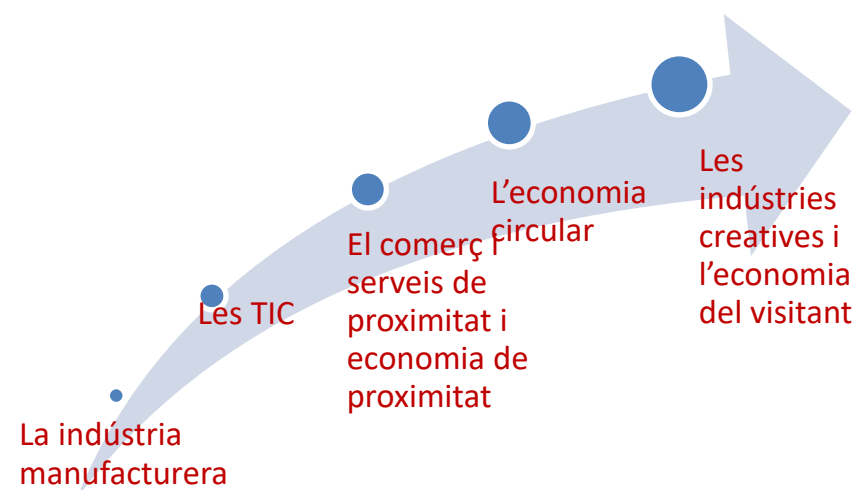 La indústria
manufacturera
Les TIC
El comerç i
serveis de
proximitat i
economia de
proximitat
L’economia
circular
Les
indústries
creatives i
l’economia
del visitant